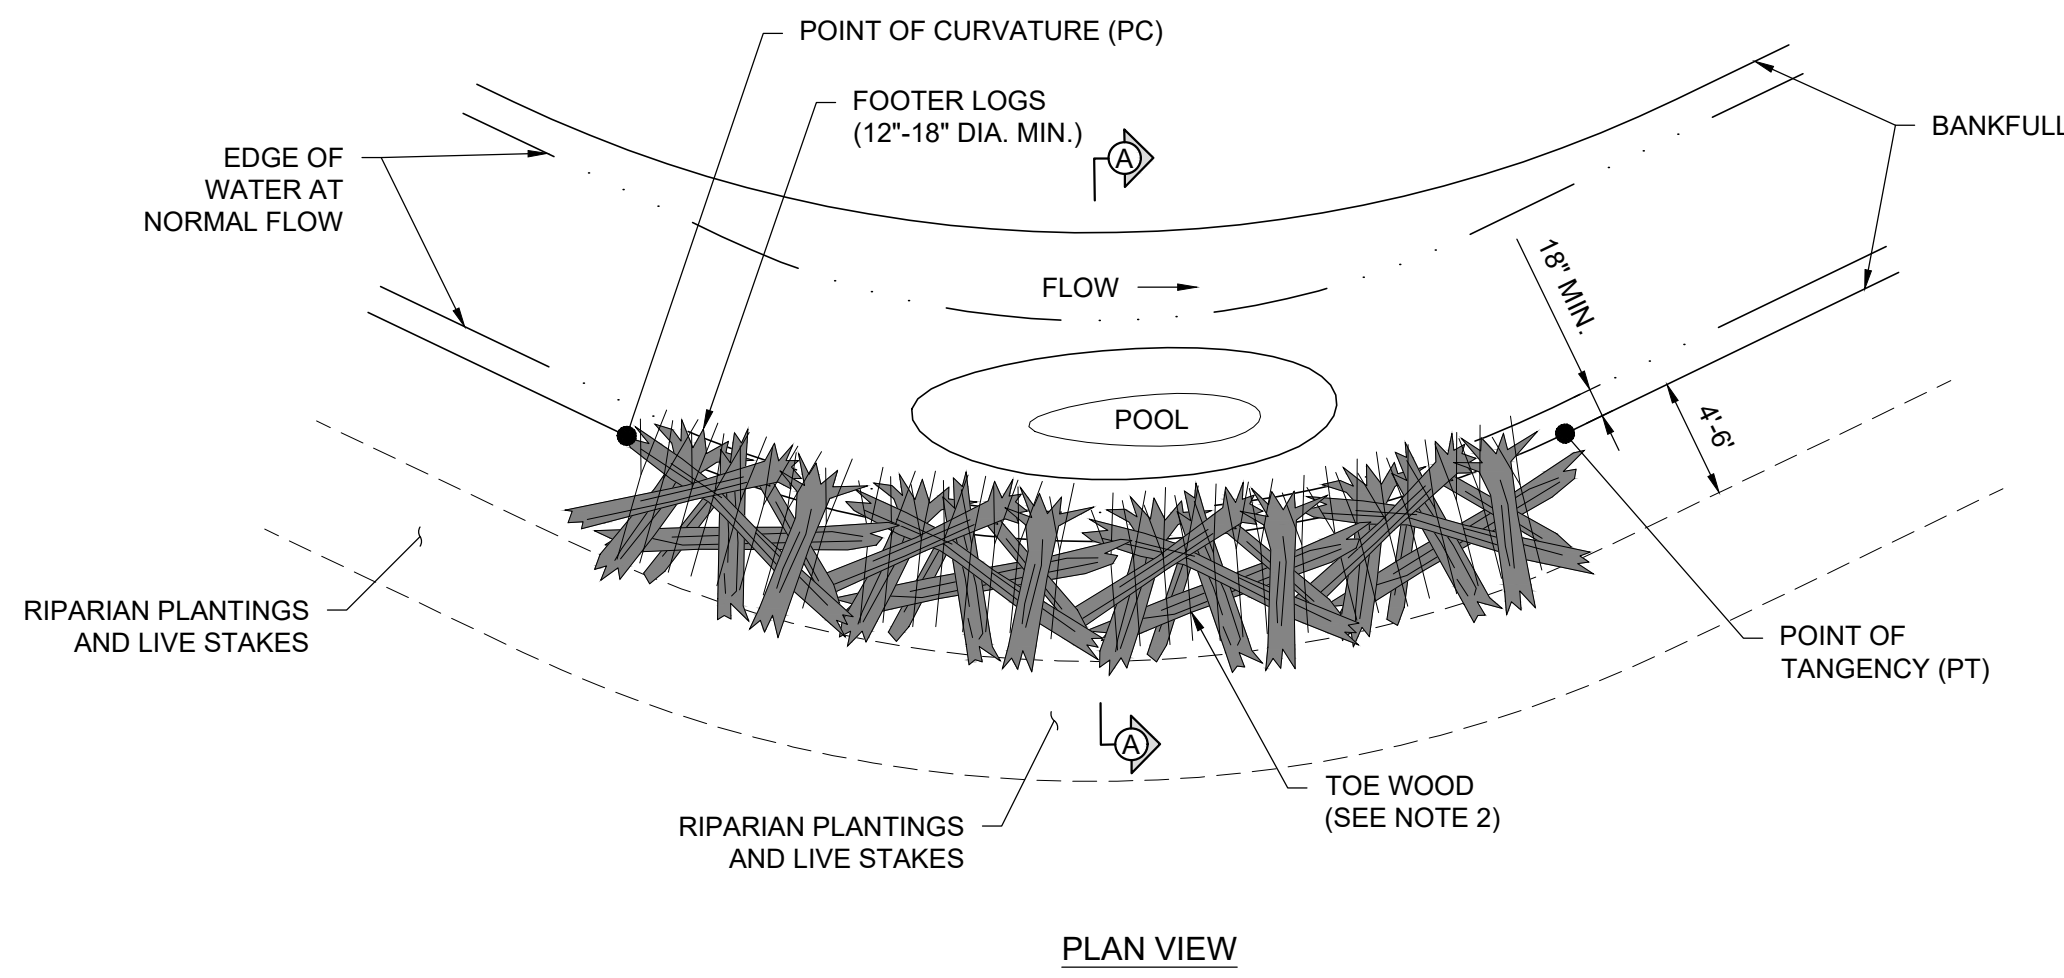 POINT OF CURVATURE (PC)
FOOTER LOGS
(12"-18" DIA. MIN.)
BANKFULL
EDGE OF
WATER AT
NORMAL FLOW
A
FLOW
18" MIN.
POOL
4'-6'
RIPARIAN PLANTINGS
AND LIVE STAKES
POINT OF
TANGENCY (PT)
A
TOE WOOD
(SEE NOTE 2)
RIPARIAN PLANTINGS
AND LIVE STAKES
PLAN VIEW